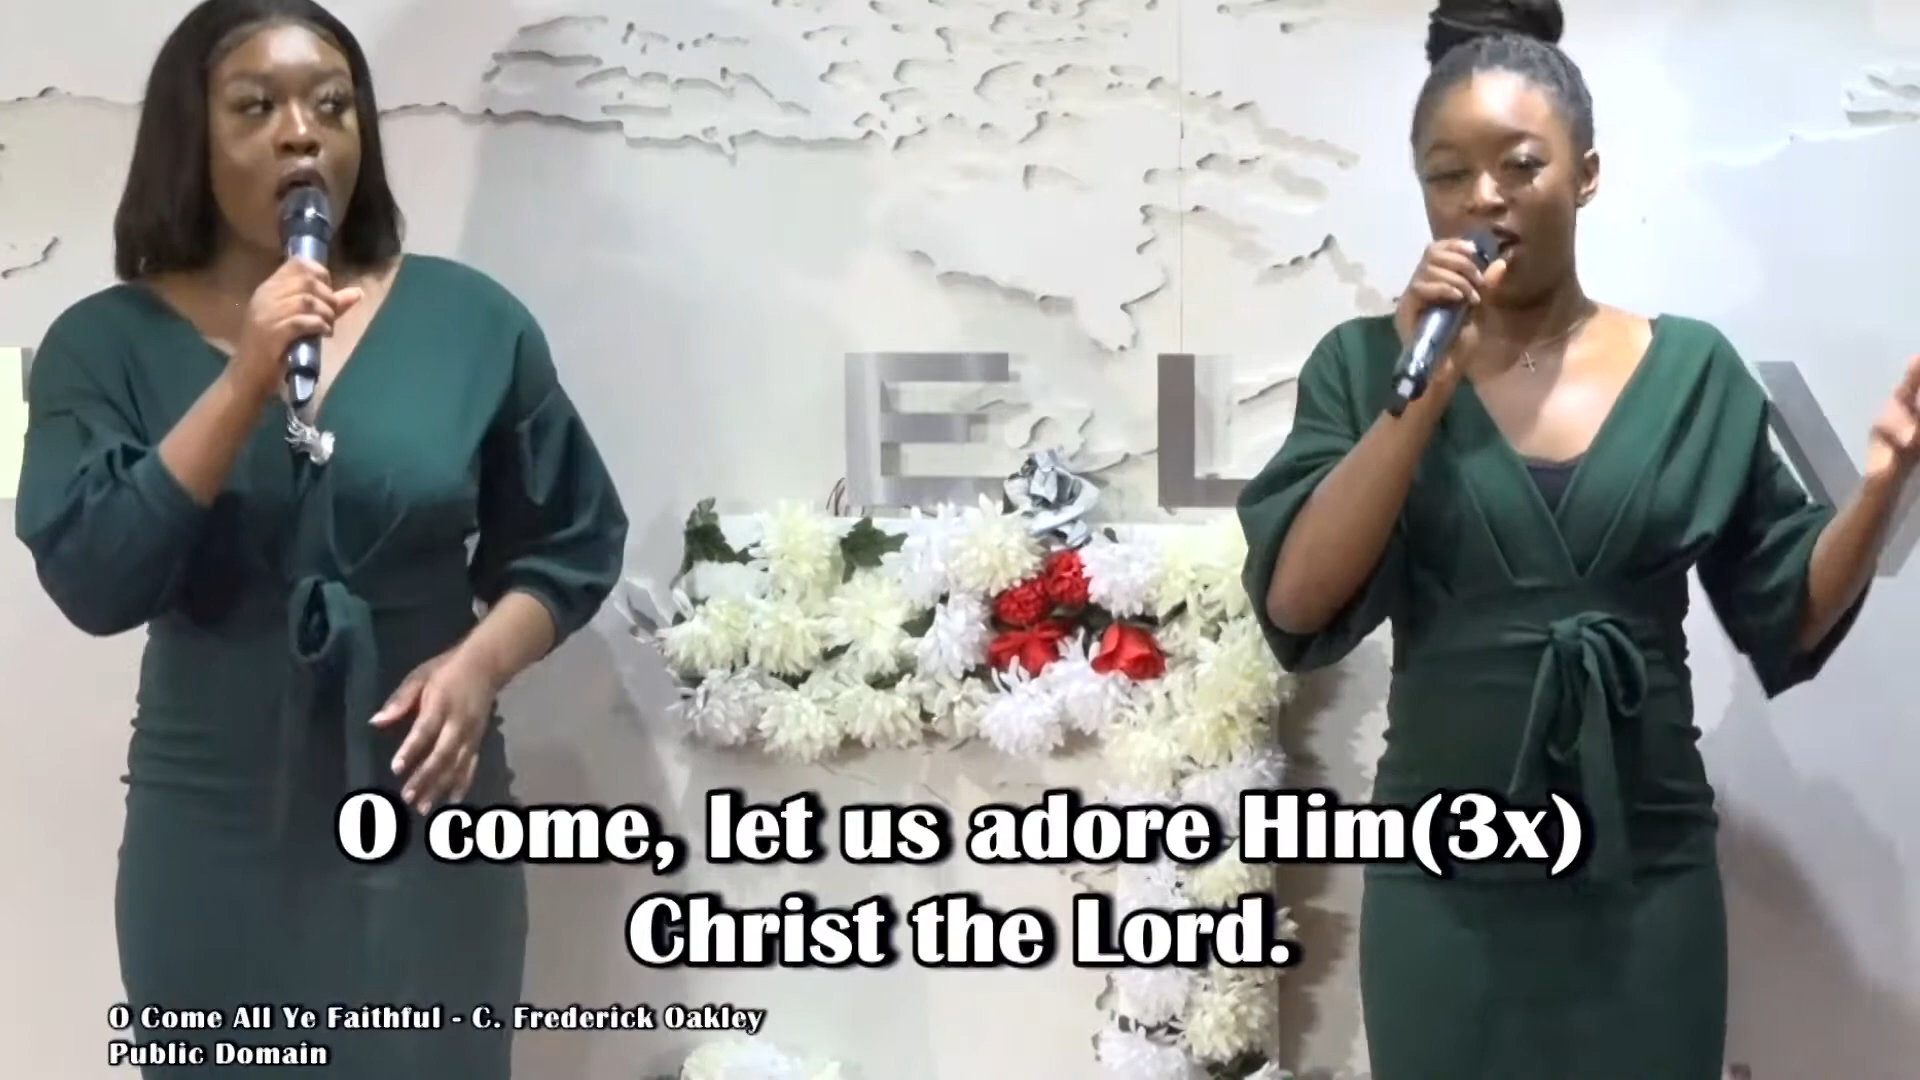 E L
O come, let us adore Him(3x)
Christ the Lord.
O Come All Ye Faithful - C. Frederick Oakley
Public Domain